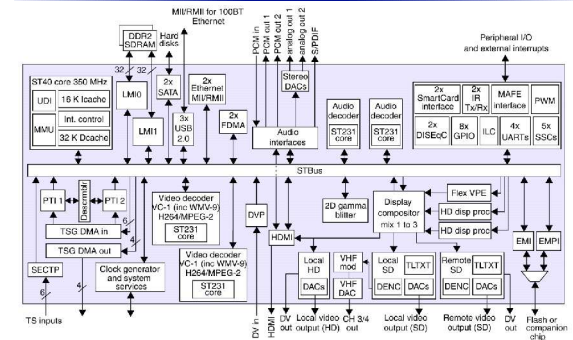 MII/RMII for 100BT
Ethernet
DDR2
SDRAM
Hard
disks
PCM in
PCM out 1
PCM out 2
analog out 1
analog out 2
S/PDIF
Peripheral I/O
and external interrupts
32
32
ST40 core 350 MHz
UDI
16 K Icache
Int. control
MMU
32 K Dcache
LMI0
LMI1
2x
SATA
3x
USB
2.0
2x
Ethernet
MII/RMII
2x
FDMA
Stereo
DACs
Audio
interfaces
Audio
decoder
ST231
core
Audio
decoder
ST231
core
2x
SmartCard
interface
2x
IR
Tx/Rx
MAFE
interface
PWM
2x
DISEqC
8x
GPIO
ILC
4x
UARTs
5x
SSCs
STBus
PTI 1
Descrmblr
PTI 2
TSG DMA in
6
TSG DMA out
4
SECTP
Clock generator
and system
services
Video decoder
VC-1 (inc WMV-9)
H264/MPEG-2
ST231
core
Video decoder
VC-1 (inc WMV-9)
H264/MPEG-2
ST231
core
DVP
HDMI
2D gamma
blitter
Display
compositor
mix 1 to 3
Flex VPE
HD disp proc
HD disp proc
EMI
EMPI
Local
HD
DACs
VHF
mod
VHF
DAC
Local
SD
TLTXT
DENC
DACs
Remote
SD
TLTXT
DENC
DACs
6
4
TS inputs
DV in
HDMI
DV
out
Local video
output (HD)
CH 3/4
out
Local video
output (SD)
Remote video
output (SD)
DV
out
Flash or
companion
chip